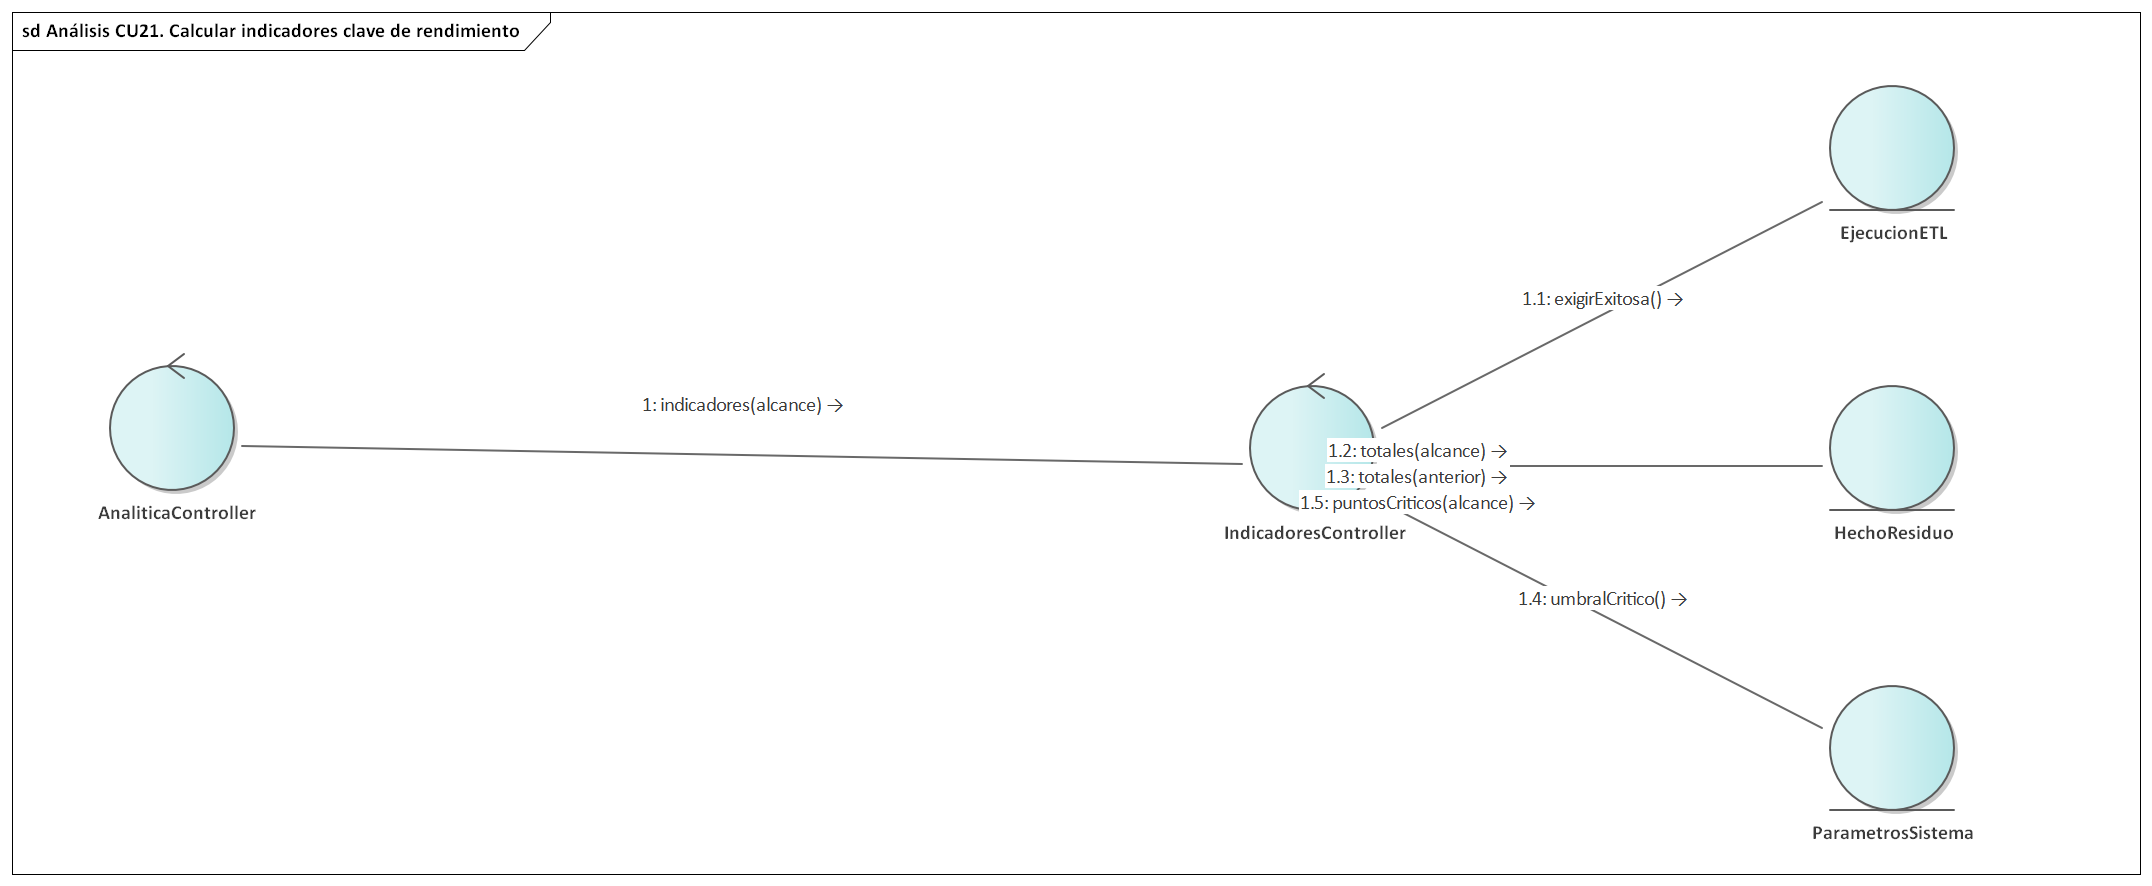 sd Análisis CU21. Calcular indicadores clave de rendimiento
EjecucionETL
1.1: exigirExitosa() →
1: indicadores(alcance) →
1.2: totales(alcance) →
1.3: totales(anterior) →
1.5: puntosCriticos(alcance) →
AnaliticaController
IndicadoresController
HechoResiduo
1.4: umbralCritico() →
ParametrosSistema